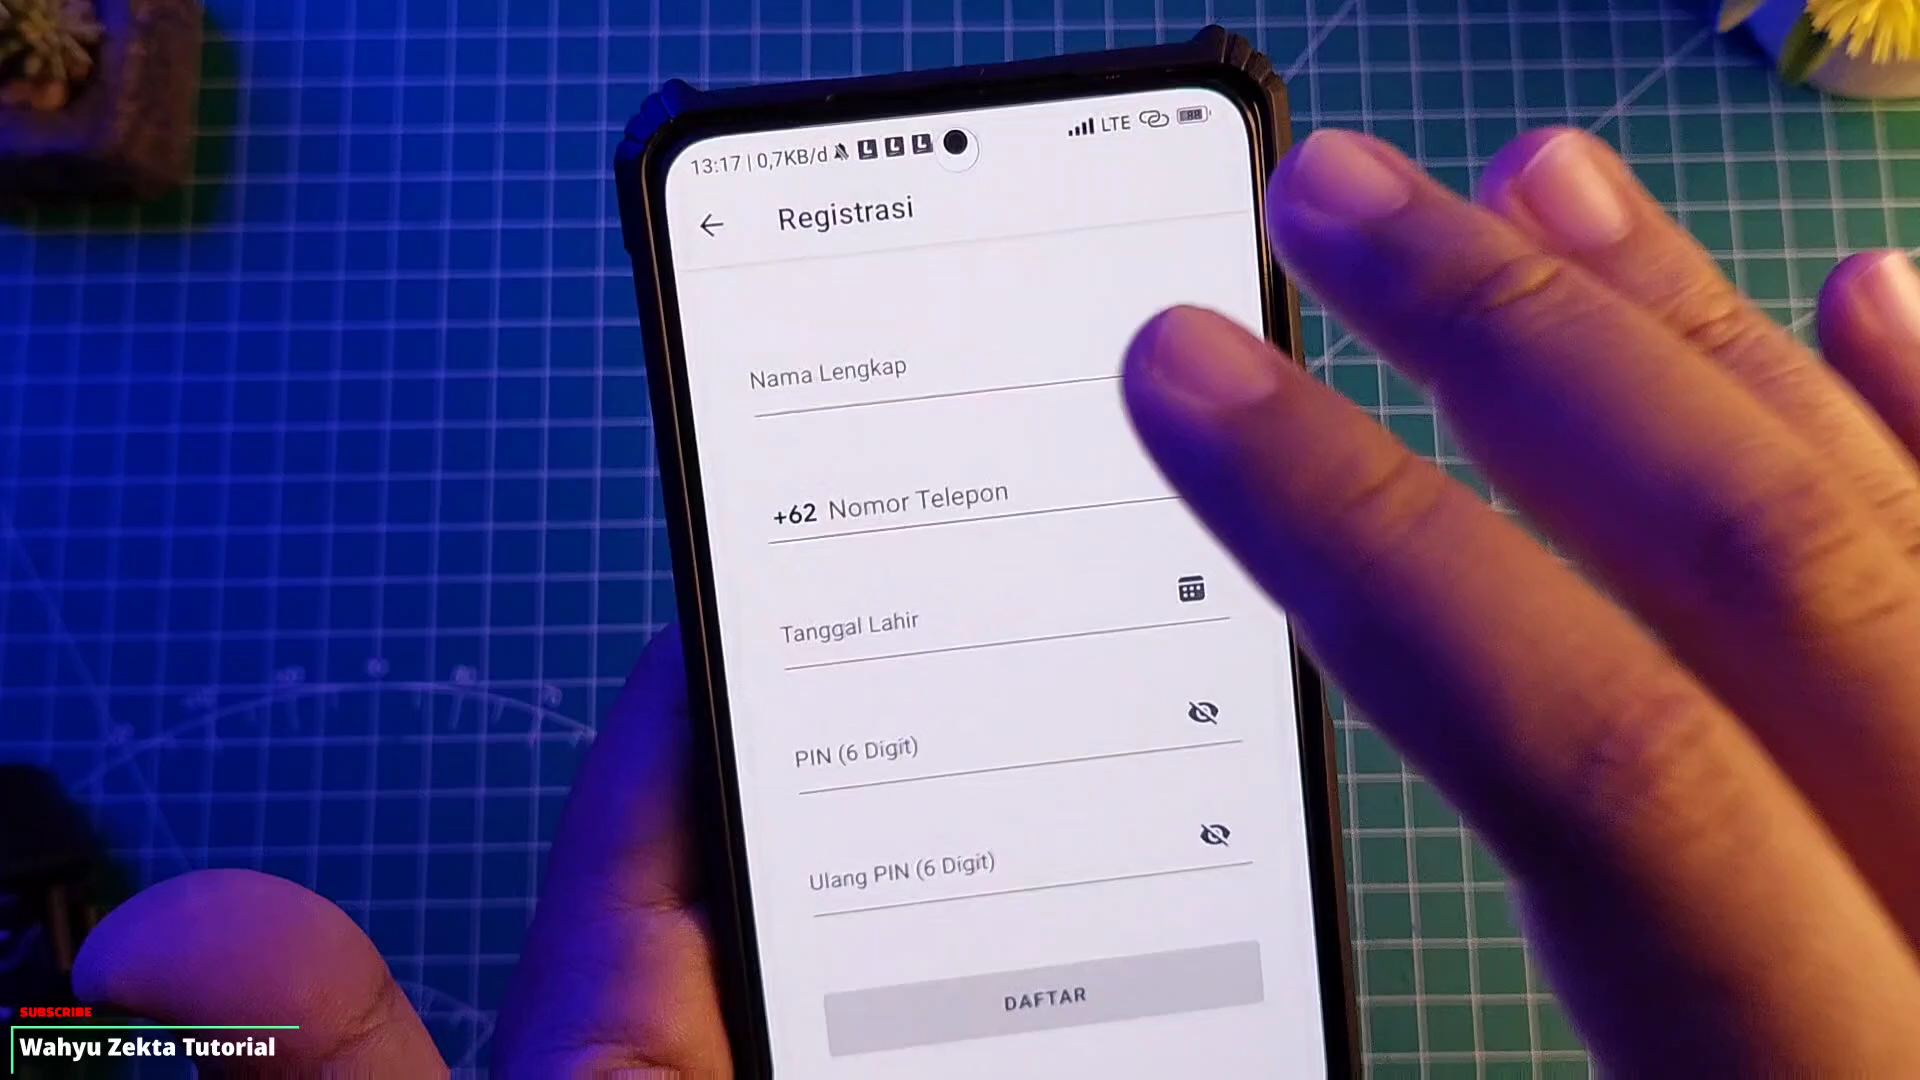 13:17 | 0,7KB/d
LTE
88
Registrasi
Nama Lengkap
+62 Nomor Telepon
Tanggal Lahir
PIN (6 Digit)
Ulang PIN (6 Digit)
DAFTAR
SUBSCRIBE
Wahyu Zekta Tutorial